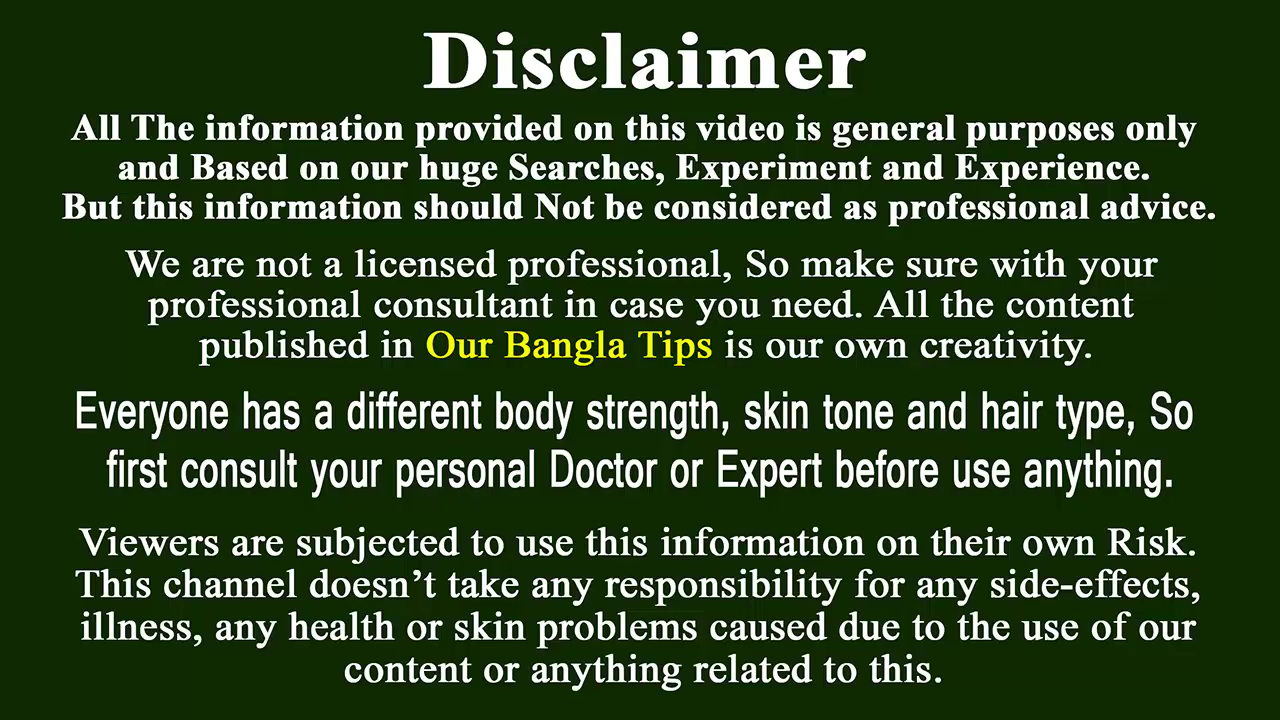 Disclaimer
All The information provided on this video is general purposes only
and Based on our huge Searches, Experiment and Experience.
But this information should Not be considered as professional advice.
We are not a licensed professional, So make sure with your
professional consultant in case you need. All the content
published in Our Bangla Tips is our own creativity.
Everyone has a different body strength, skin tone and hair type, So
first consult your personal Doctor or Expert before use anything.
Viewers are subjected to use this information on their own Risk.
This channel doesn’t take any responsibility for any side-effects,
illness, any health or skin problems caused due to the use of our
content or anything related to this.